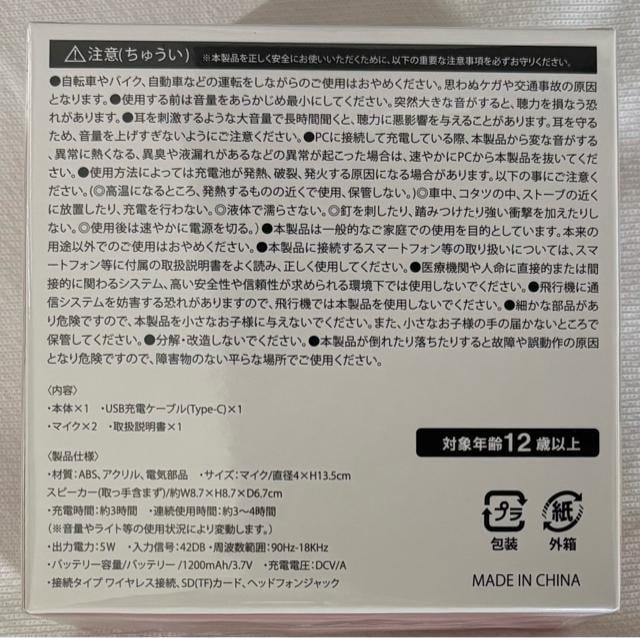 注意(ちゅうい) ※本製品を正しく安全にお使いいただくために、以下の重要な注意事項を必ずお守りください。
●自転車やバイク、自動車などの運転をしながらのご使用はおやめください。思わぬケガや交通事故の原因
となります。●使用する前は音量をあらかじめ最小にしてください。突然大きな音がすると、聴力を損なう恐
れがあります。●耳を刺激するような大音量で長時間聞くと、聴力に悪影響を与えることがあります。耳を守る
ため、音量を上げすぎないようにご注意ください。●PCに接続して充電している際、本製品から変な音がする
、異常に熱くなる、異臭や液漏れがあるなどの異常が起こった場合は、速やかにPCから本製品を抜いてくだ
さい。●使用方法によっては充電池が発熱、破裂、発火する原因になる場合があります。以下の事にご注意く
ださい。(◎高温になるところ、発熱するものの近くで使用、保管しない。)◎車中、コタツの中、ストーブの近く
に放置したり、充電を行わない。◎液体で濡らさない。◎釘を刺したり、踏みつけたり強い衝撃を加えたりし
ない。◎使用後は速やかに電源を切る。)●本製品は一般的なご家庭での使用を目的としています。本来の
用途以外でのご使用はおやめください。●本製品に接続するスマートフォン等の取り扱いについては、スマ
ートフォン等に付属の取扱説明書をよく読み、正しく使用してください。●医療機関や人命に直接的または間
接的に関わるシステム、高い安全性や信頼性が求められる環境下では使用しないでください。●飛行機に通
信システムを妨害する恐れがありますので、飛行機では本製品を使用しないでください。●細かな部品があ
り危険ですので、本製品を小さなお子様に与えないでください。また、小さなお子様の手の届かないところで
保管してください。●分解・改造しないでください。●本製品が倒れたり落ちたりすると故障や誤動作の原因
となり危険ですので、障害物のない平らな場所でご使用ください。
〈内容〉
・本体×1 ・USB充電ケーブル(Type-C)×1
・マイク×2 ・取扱説明書×1
対象年齢12歳以上
〈製品仕様〉
・材質：ABS、アクリル、電気部品 ・サイズ：マイク/直径4×H13.5cm
スピーカー(取っ手含まず)/約W8.7×H8.7×D6.7cm
・充電時間：約3時間 ・連続使用時間：約3〜4時間
(※音量やライト等の使用状況により変動します。)
・出力電力：5W ・入力信号：42DB・周波数範囲：90Hz-18KHz
・バッテリー容量/バッテリー /1200mAh/3.7V ・充電電圧：DCV/A
・接続タイプ ワイヤレス接続、SD(TF)カード、ヘッドフォンジャック
プラ 紙
包装 外箱
MADE IN CHINA